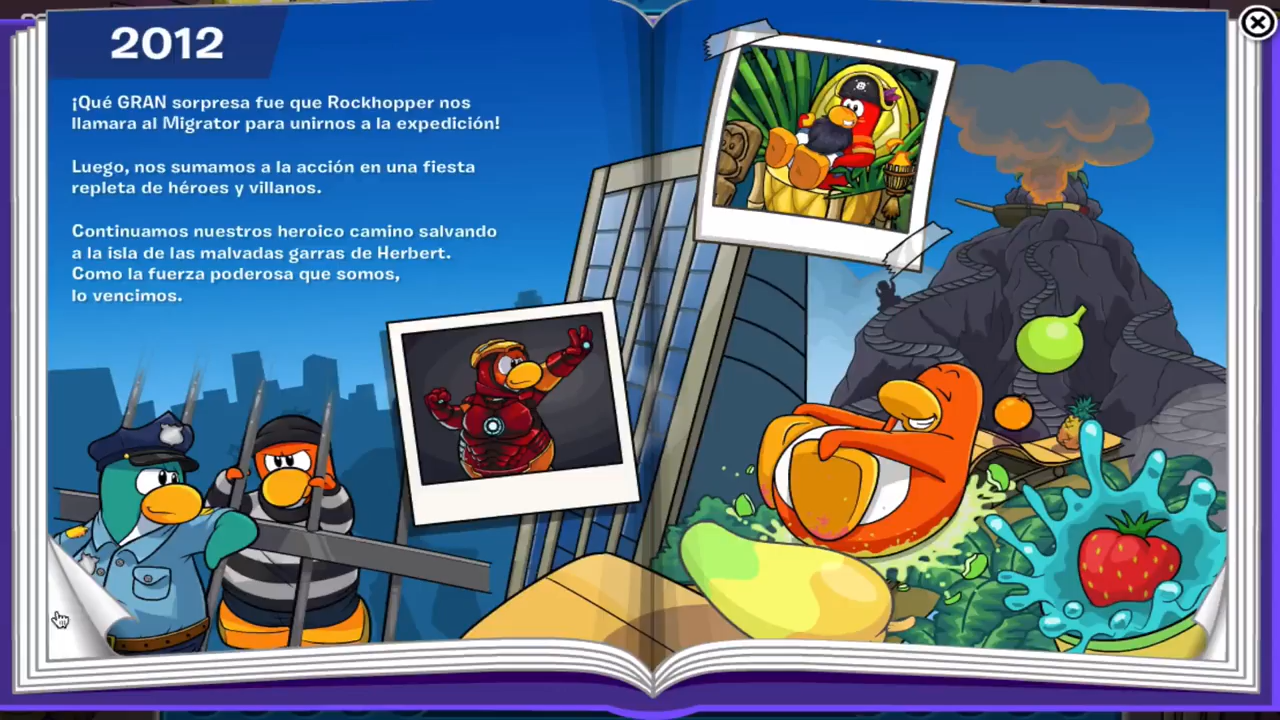 2012
¡Qué GRAN sorpresa fue que Rockhopper nos
llamara al Migrator para unirnos a la expedición!
Luego, nos sumamos a la acción en una fiesta
repleta de héroes y villanos.
Continuamos nuestros heroico camino salvando
a la isla de las malvadas garras de Herbert.
Como la fuerza poderosa que somos,
lo vencimos.